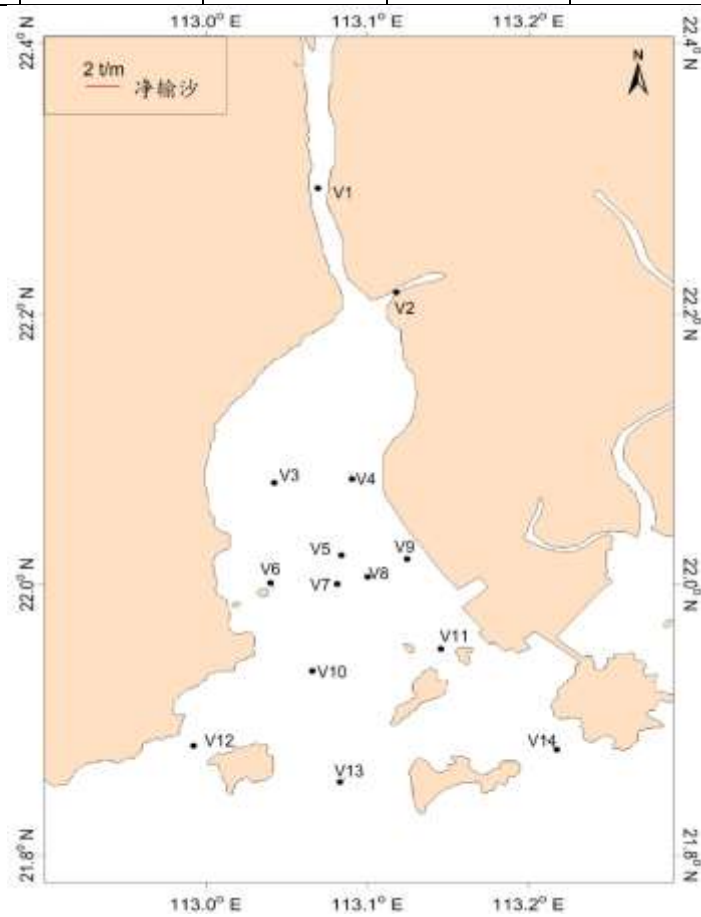 113.0° E 113.1° E 113.2° E
22.4° N 22.4° N
2 t/m
净输沙
N
V1
22.2° N 22.2° N
V2
V3 V4
V5 V9
V6 V7 V8
22.0° N 22.0° N
V11
V10
V12 V14
V13
21.8° N 21.8° N
113.0° E 113.1° E 113.2° E